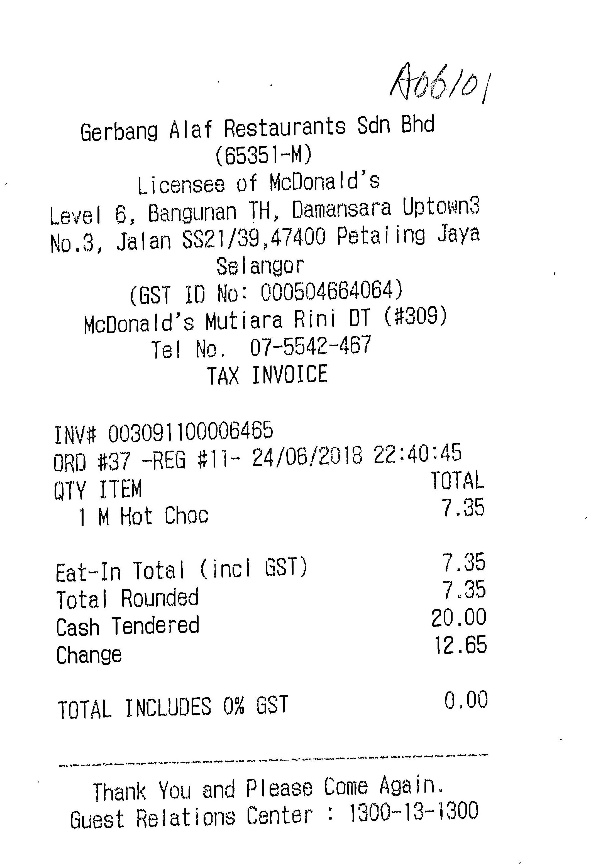 A06101
Gerbang Alaf Restaurants Sdn Bhd
(65351-M)
Licensee of McDonald's
Level 6, Bangunan TH, Damansara Uptown3
No.3, Jalan SS21/39,47400 Petaling Jaya
Selangor
(GST ID No: 000504664064)
McDonald's Mutiara Rini DT (#309)
Tel No. 07-5542-467
TAX INVOICE
INV# 003091100006465
ORD #37 -REG #11- 24/06/2018 22:40:45
QTY ITEM TOTAL
1 M Hot Choc 7.35
Eat-In Total (incl GST) 7.35
Total Rounded 7.35
Cash Tendered 20.00
Change 12.65
TOTAL INCLUDES 0% GST 0.00
Thank You and Please Come Again.
Guest Relations Center : 1300-13-1300